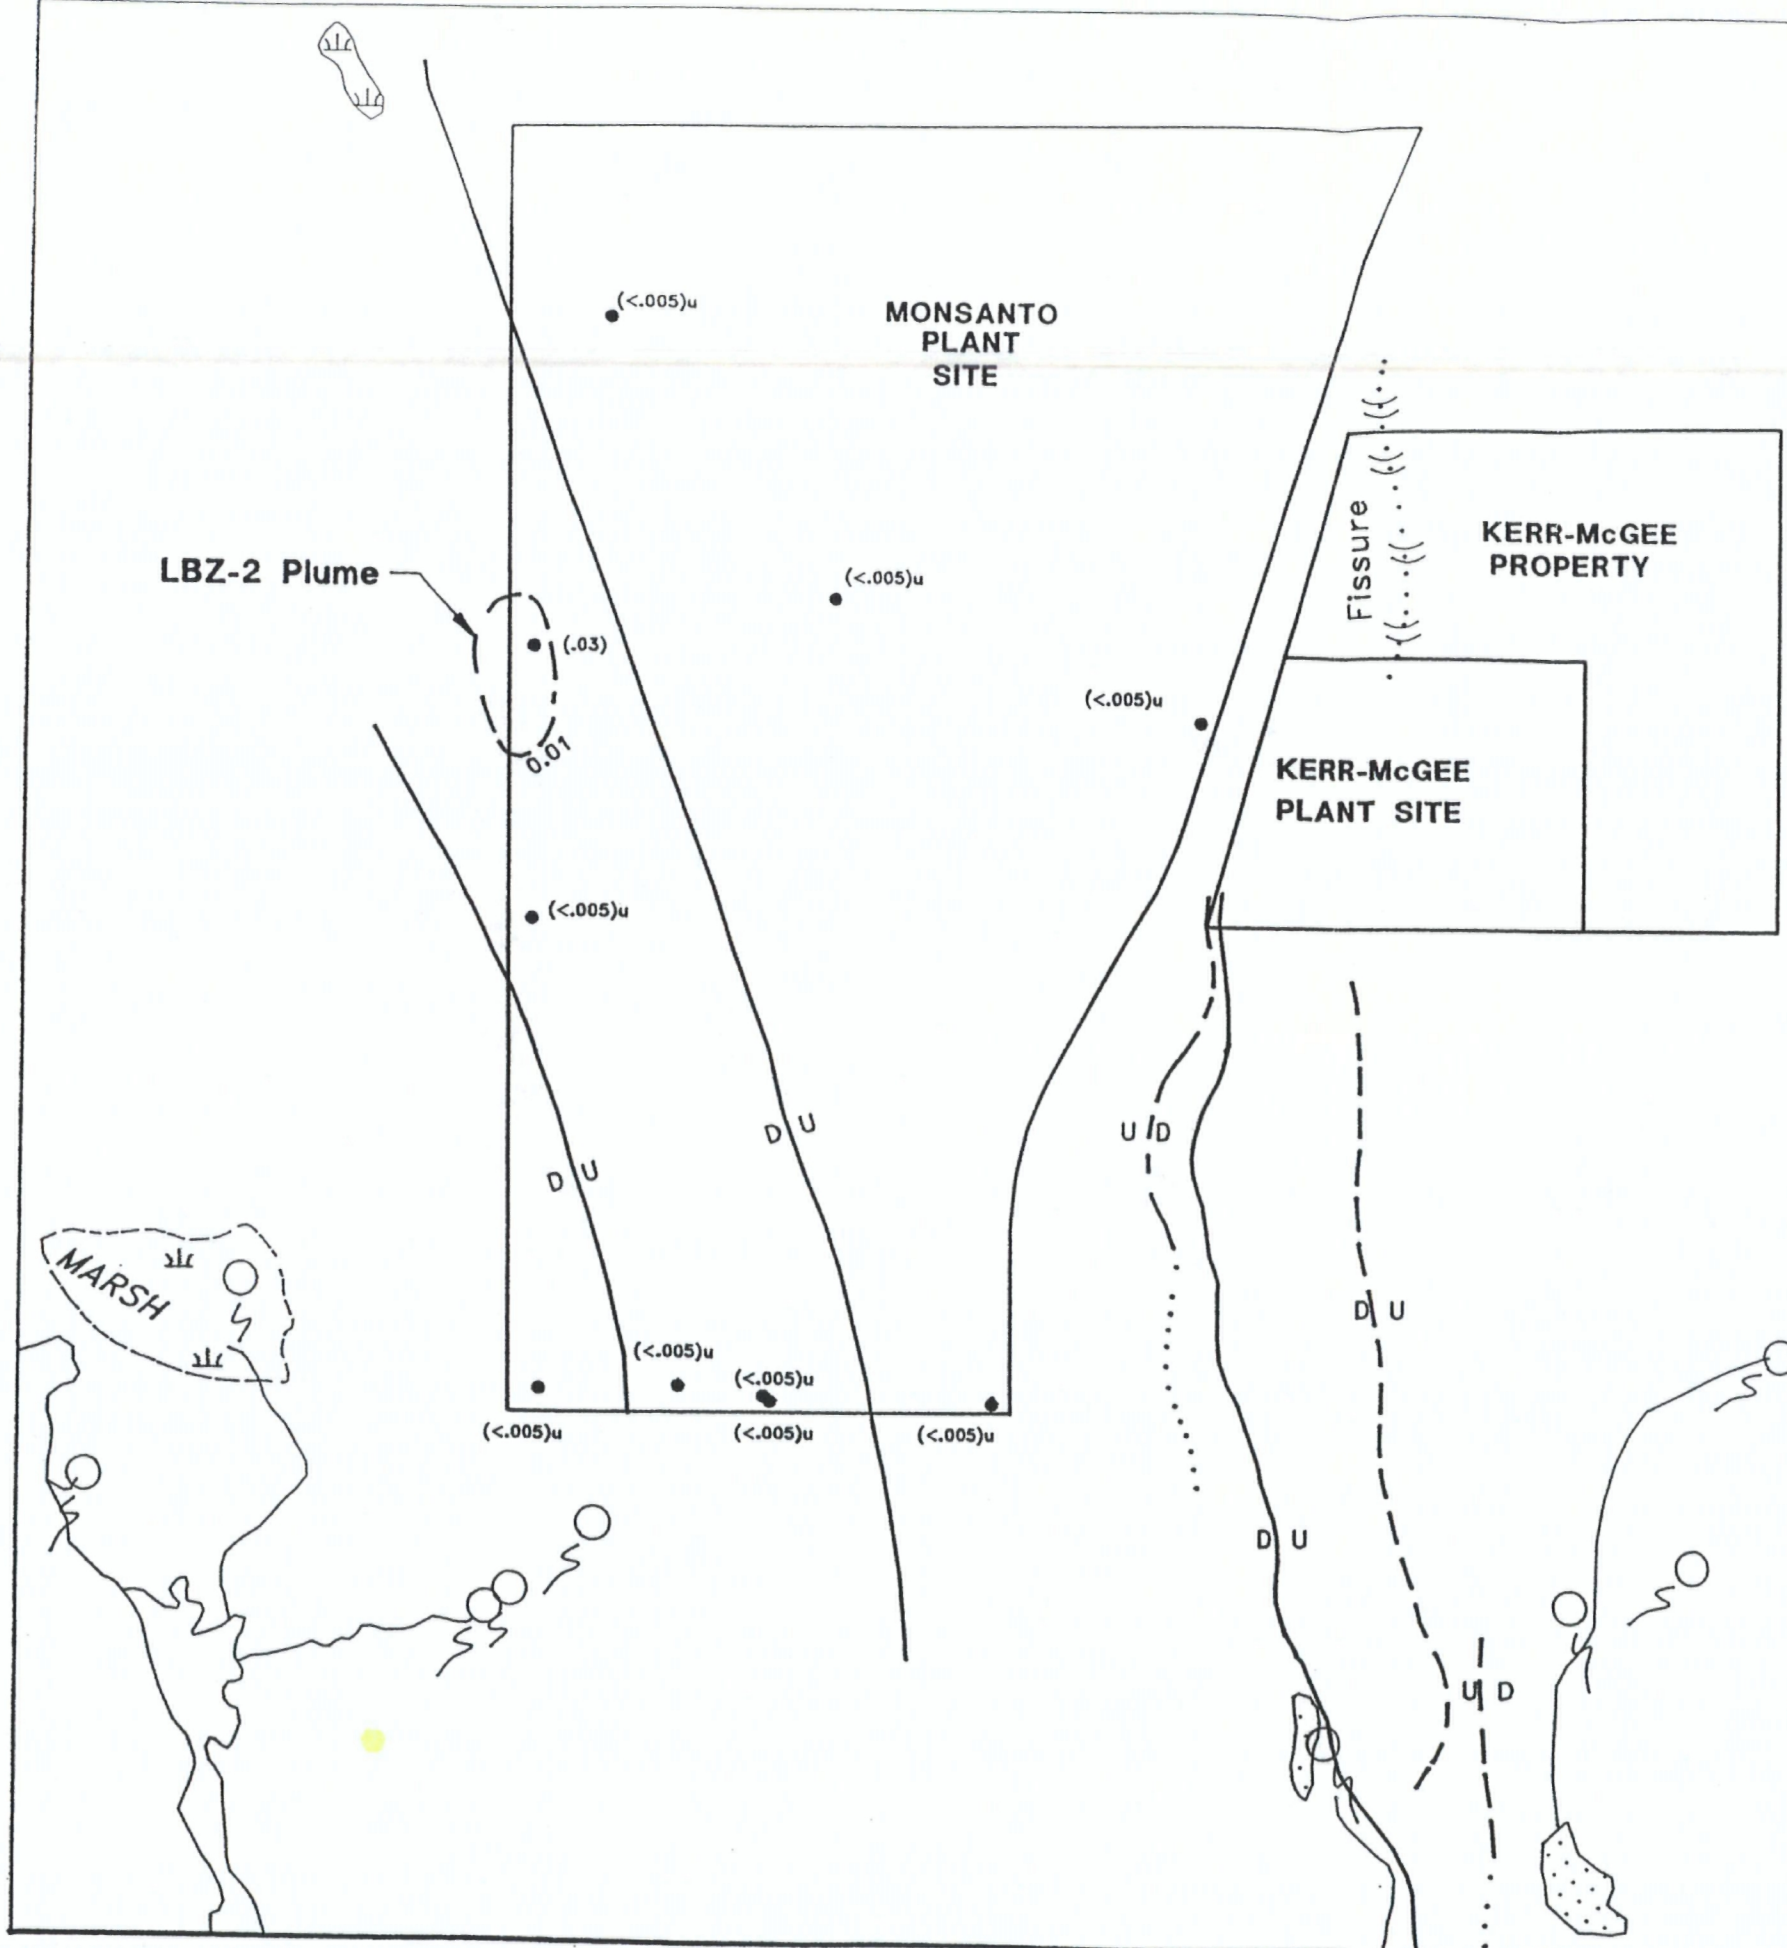 (<.005)u
MONSANTO
PLANT
SITE
Fissure
KERR-McGEE
PROPERTY
LBZ-2 Plume
(<.005)u
(.03)
(<.005)u
0.01
KERR-McGEE
PLANT SITE
(<.005)u
D U
U D
D U
MARSH
D U
(<.005)u
(<.005)u
(<.005)u
(<.005)u
(<.005)u
D U
U D